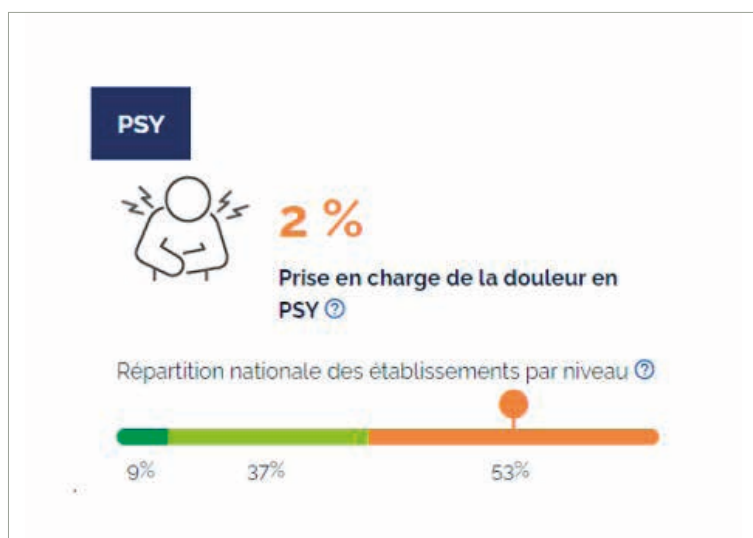 PSY
2 %
Prise en charge de la douleur en
PSY ?
Répartition nationale des établissements par niveau ?
9% 37% 53%